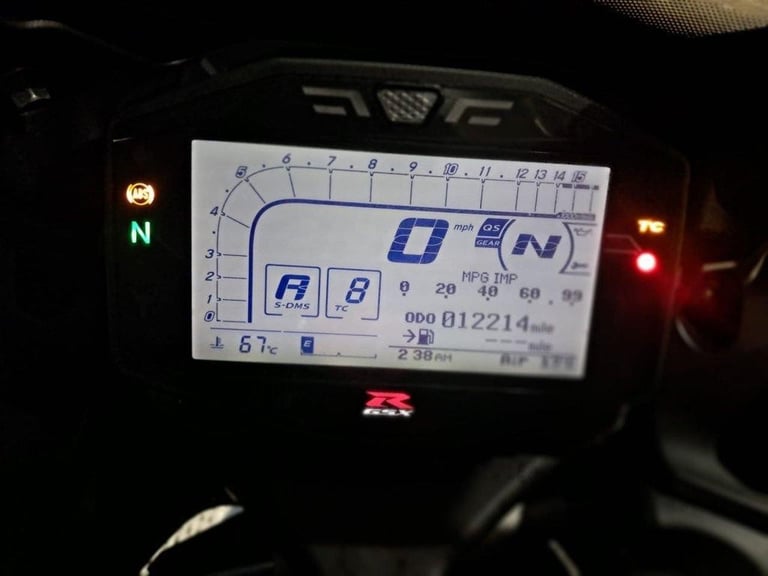 5 . 6 . 7 . 8 . 9 . 10 . 11 . 12 13 14 15
4
3
2
1
0
ABS
N
TC
0 mph
QS
GEAR
N
A
S-DMS
8
TC
MPG IMP
0 20 40 60 . 99
ODO 012214 mile
--- mile
67°C
E
2 38 AM
R
GSX